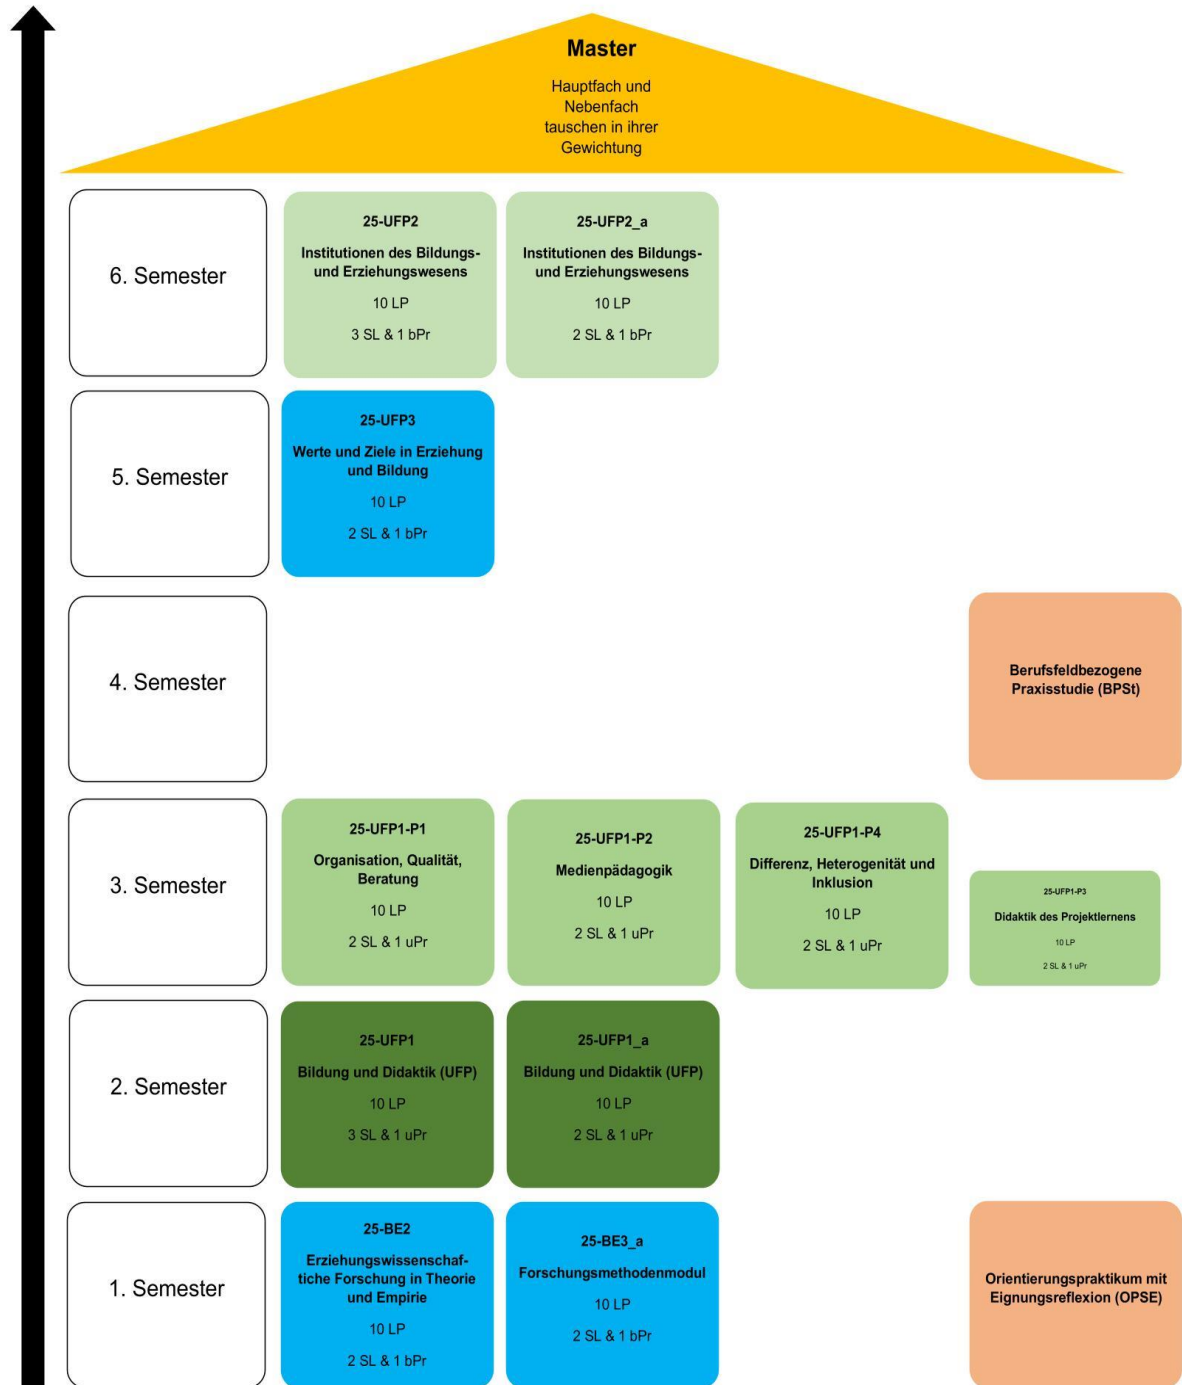 Master
Hauptfach und
Nebenfach
tauschen in ihrer
Gewichtung
6. Semester
25-UFP2
Institutionen des Bildungs-
und Erziehungswesens
10 LP
3 SL & 1 bPr
25-UFP2_a
Institutionen des Bildungs-
und Erziehungswesens
10 LP
2 SL & 1 bPr
5. Semester
25-UFP3
Werte und Ziele in Erziehung
und Bildung
10 LP
2 SL & 1 bPr
4. Semester
Berufsfeldbezogene
Praxisstudie (BPSt)
3. Semester
25-UFP1-P1
Organisation, Qualität,
Beratung
10 LP
2 SL & 1 uPr
25-UFP1-P2
Medienpädagogik
10 LP
2 SL & 1 uPr
25-UFP1-P4
Differenz, Heterogenität und
Inklusion
10 LP
2 SL & 1 uPr
25-UFP1-P3
Didaktik des Projektlernens
10 LP
2 SL & 1 uPr
2. Semester
25-UFP1
Bildung und Didaktik (UFP)
10 LP
3 SL & 1 uPr
25-UFP1_a
Bildung und Didaktik (UFP)
10 LP
2 SL & 1 uPr
1. Semester
25-BE2
Erziehungswissenschaf-
tiche Forschung in Theorie
und Empirie
10 LP
2 SL & 1 bPr
25-BE3_a
Forschungsmethodenmodul
10 LP
2 SL & 1 bPr
Orientierungspraktikum mit
Eignungsreflexion (OPSE)